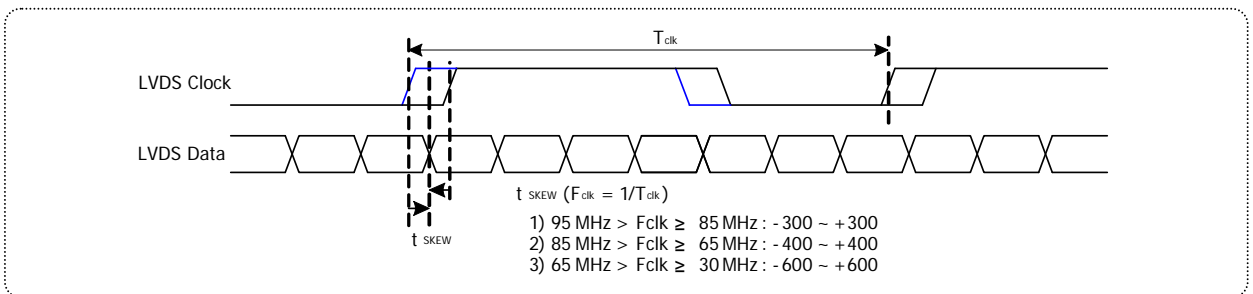 Tclk
LVDS Clock
LVDS Data
t SKEW (Fclk = 1/Tclk)
1) 95 MHz > Fclk ≥ 85 MHz : -300 ~ +300
2) 85 MHz > Fclk ≥ 65 MHz : -400 ~ +400
3) 65 MHz > Fclk ≥ 30 MHz : -600 ~ +600
t SKEW